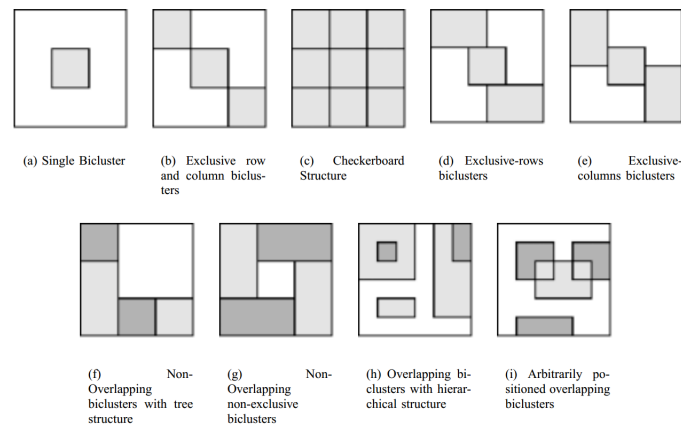 (a) Single Bicluster
(b) Exclusive row
and column biclus-
ters
(c) Checkerboard
Structure
(d) Exclusive-rows
biclusters
(e) Exclusive-
columns biclusters
(f) Non-
Overlapping
biclusters with tree
structure
(g) Non-
Overlapping
non-exclusive
biclusters
(h) Overlapping bi-
clusters with hierar-
chical structure
(i) Arbitrarily po-
sitioned overlapping
biclusters